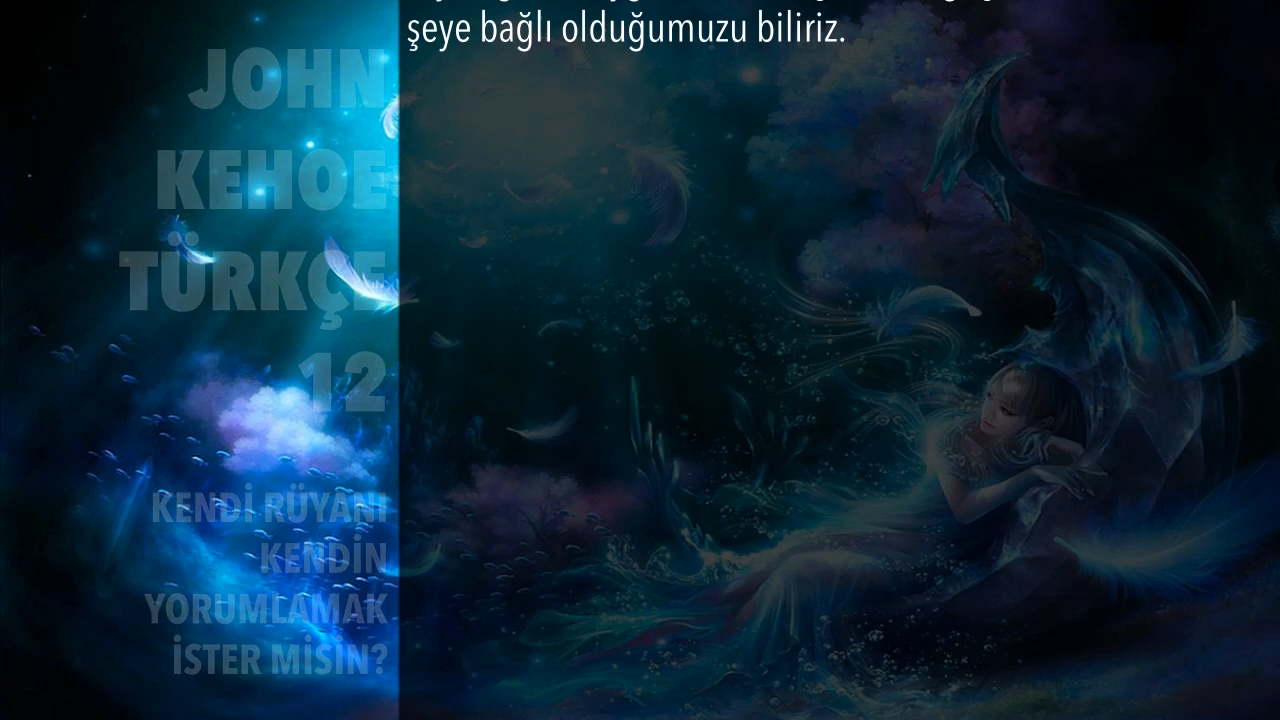 şeye bağlı olduğumuzu biliriz.
JOHN
KEHOE
TÜRKÇE
12
KENDİ RÜYANI
KENDİN
YORUMLAMAK
İSTER MİSİN?